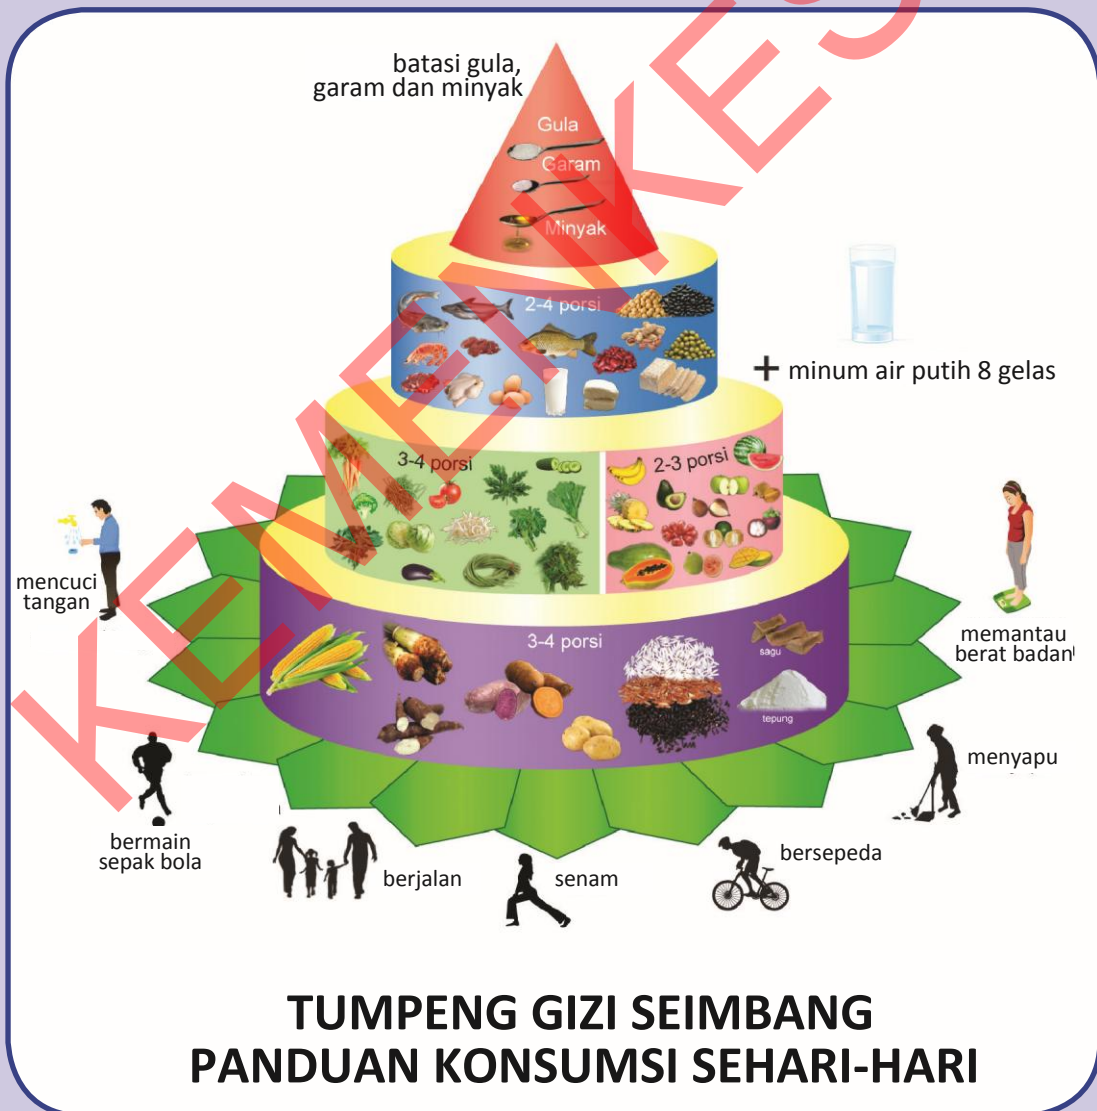 batasi gula,
garam dan minyak
Gula
Garam
Minyak
2-4 porsi
+ minum air putih 8 gelas
3-4 porsi
2-3 porsi
mencuci
tangan
3-4 porsi
sagu
tepung
memantau
berat badan
menyapu
bermain
sepak bola
berjalan
senam
bersepeda
TUMPENG GIZI SEIMBANG
PANDUAN KONSUMSI SEHARI-HARI
KEMENKES